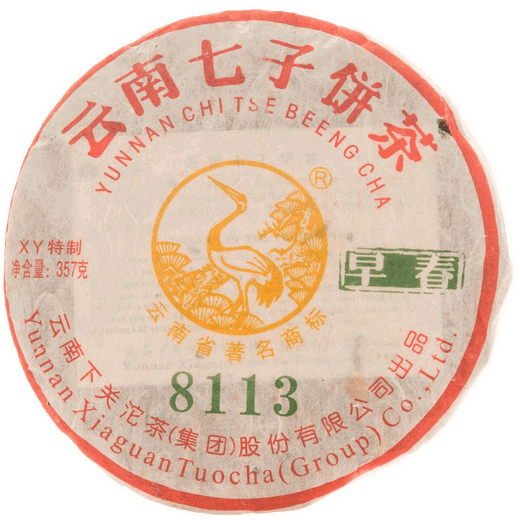 云南七子饼茶
YUNNAN CHI TSE BEENG CHA
®
XY特制
净含量：357克
早春
云南省著名商标
8113
云南下关沱茶(集团)股份有限公司出品
Yunnan Xiaguan Tuocha (Group) Co., Ltd.